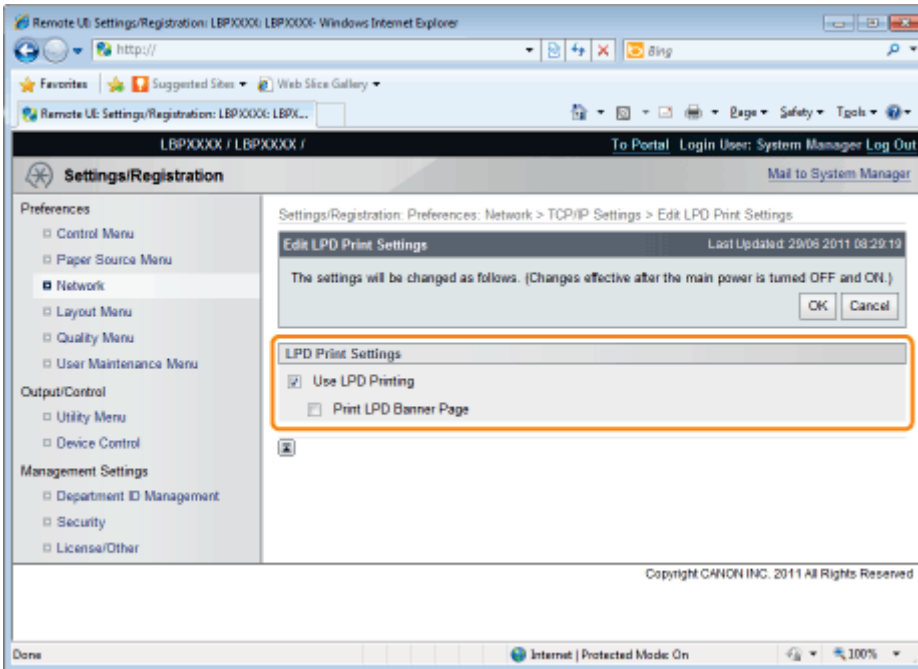 Remote UI: Settings/Registration: LBPXXXX: LBPXXXX- Windows Internet Explorer
http://
Bing
Favorites Suggested Sites Web Slice Gallery
Remote UI: Settings/Registration: LBPXXXX: LBPX... Page Safety Tools
LBPXXXX / LBPXXXX / To Portal Login User: System Manager Log Out
Settings/Registration Mail to System Manager
Preferences
Control Menu
Paper Source Menu
Network
Layout Menu
Quality Menu
User Maintenance Menu
Output/Control
Utility Menu
Device Control
Management Settings
Department ID Management
Security
License/Other
Settings/Registration: Preferences: Network > TCP/IP Settings > Edit LPD Print Settings
Edit LPD Print Settings Last Updated: 29/06 2011 08:29:19
The settings will be changed as follows. (Changes effective after the main power is turned OFF and ON.)
OK Cancel
LPD Print Settings
Use LPD Printing
Print LPD Banner Page
Copyright CANON INC. 2011 All Rights Reserved
Done Internet | Protected Mode: On 100%